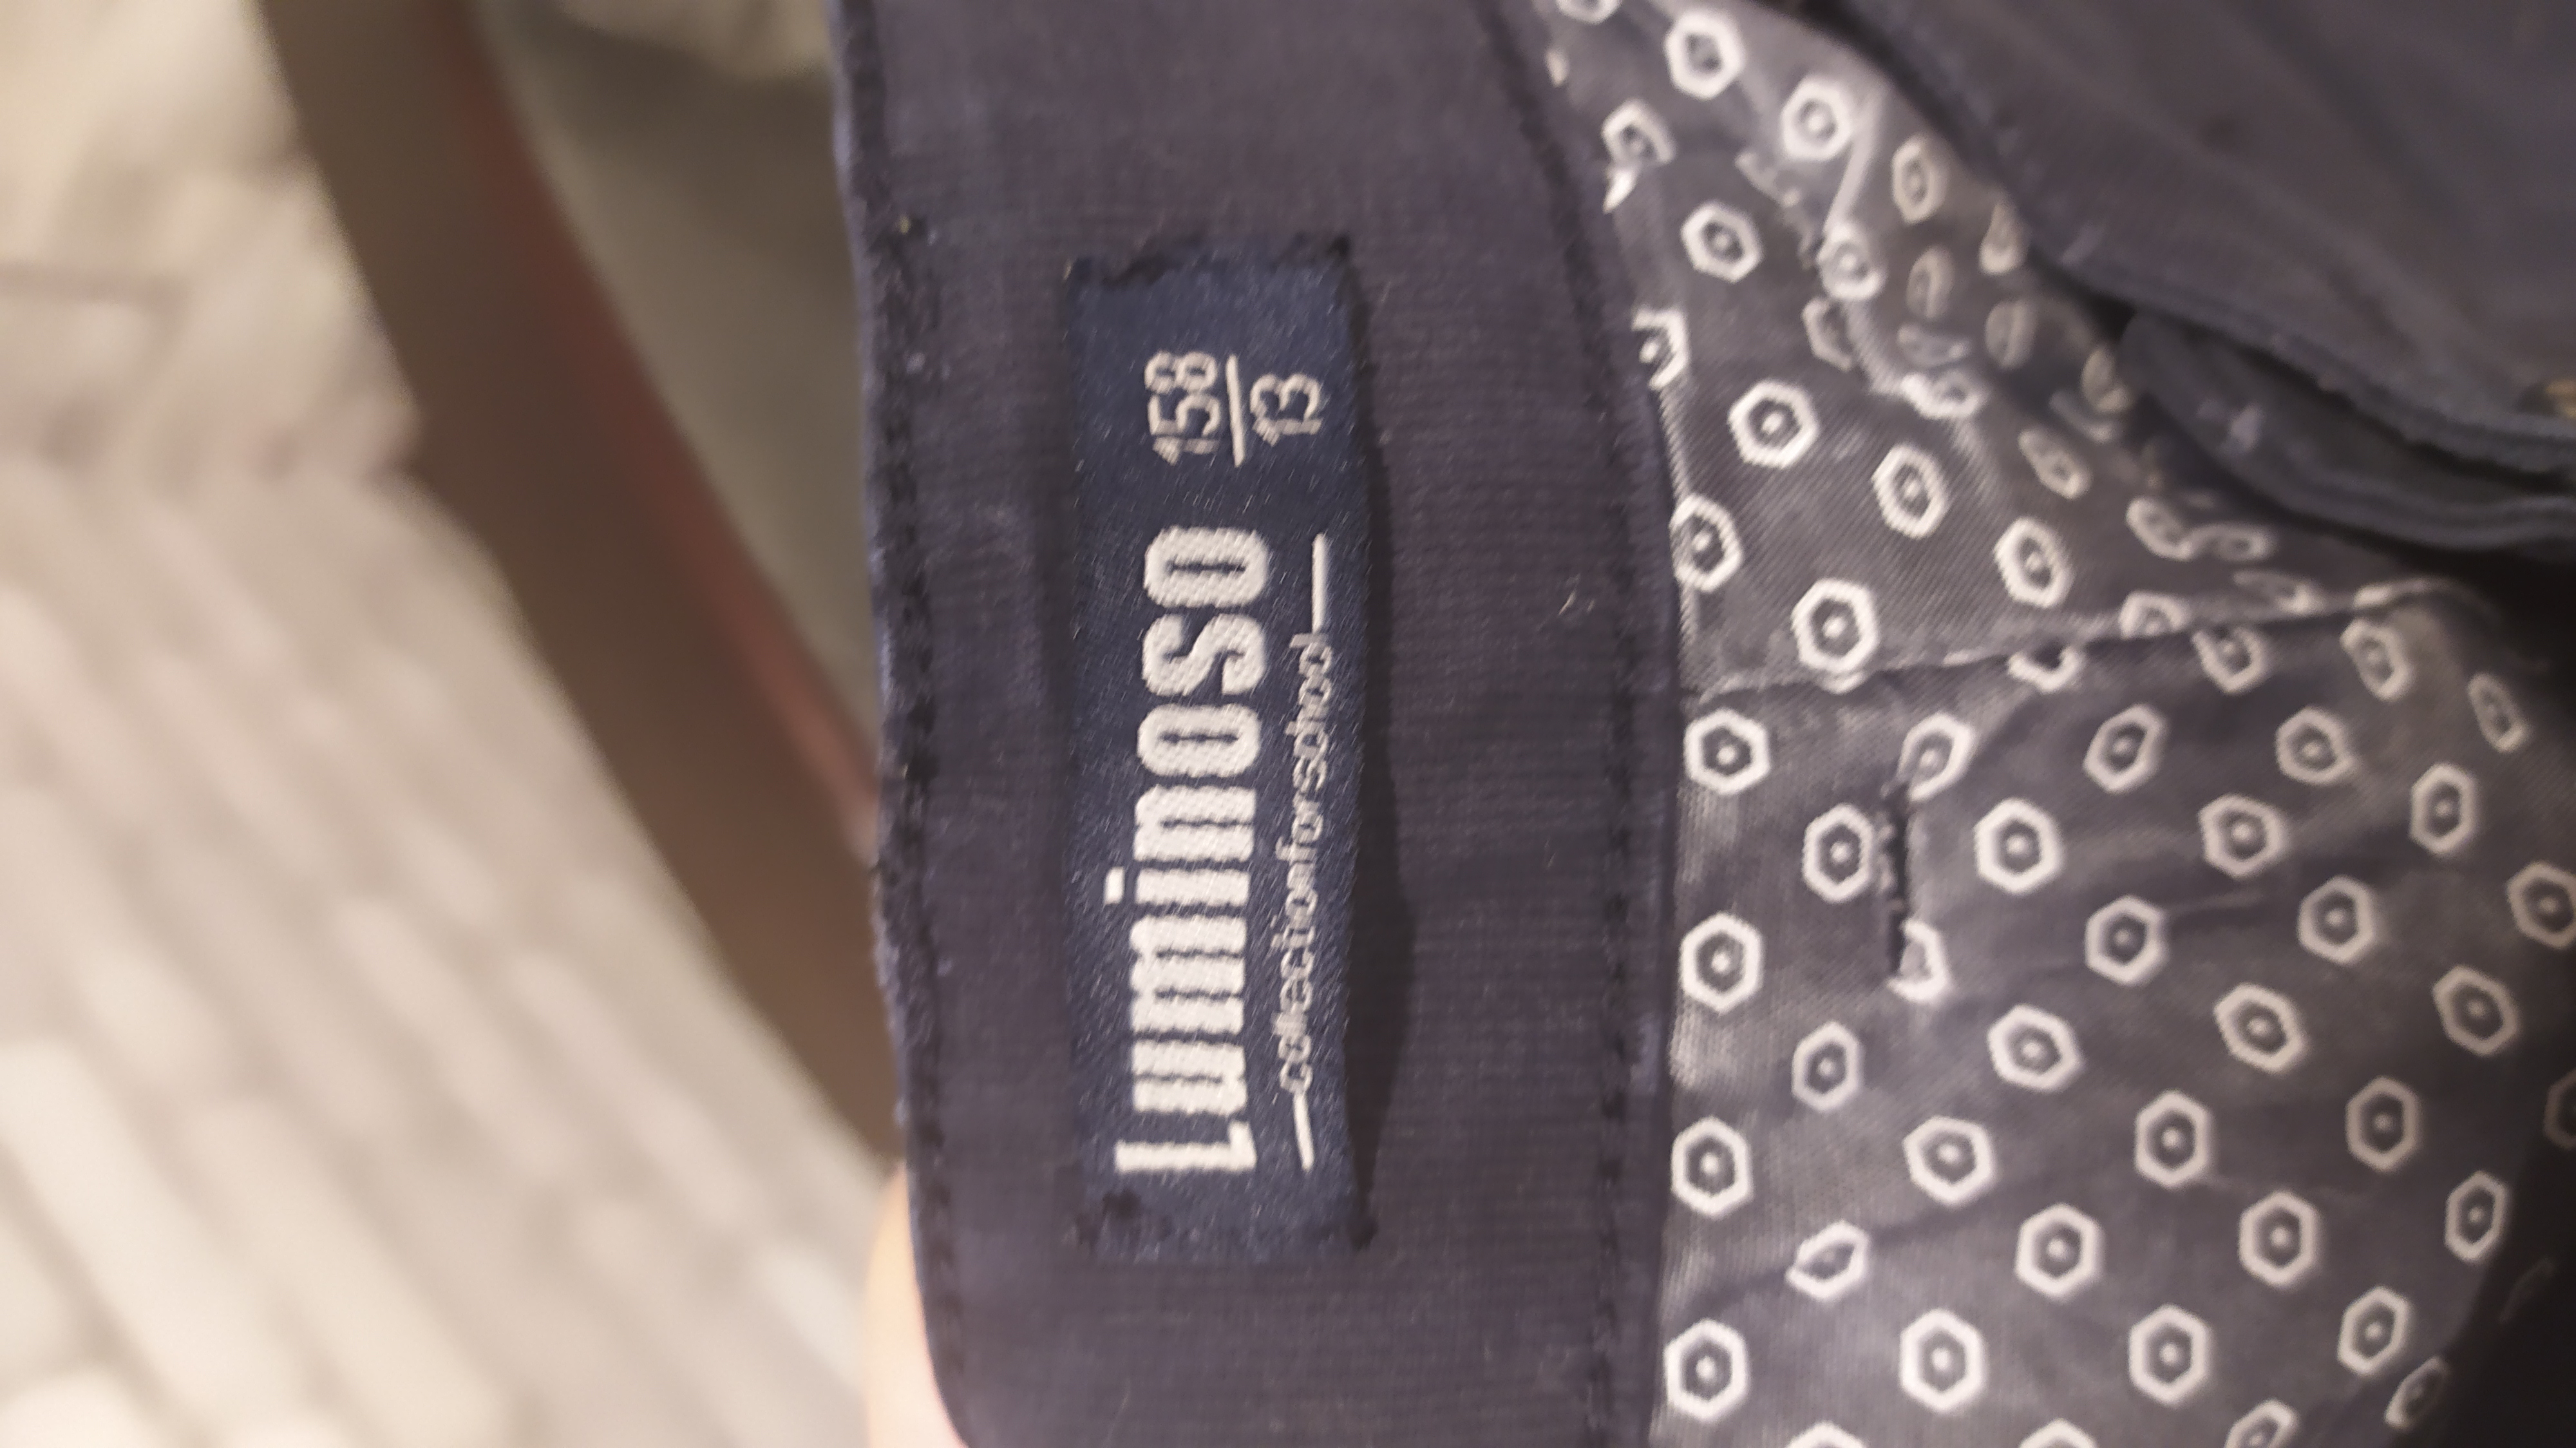 Luminoso
collection for school
158
13